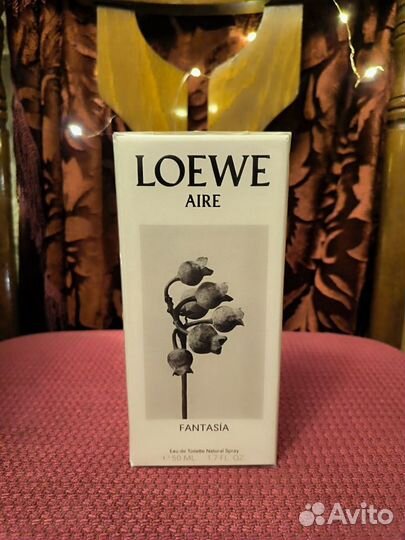 LOEWE
AIRE
FANTASÍA
Eau de Toilette Natural Spray
℮ 50 ML 1.7 FL. OZ.
Avito